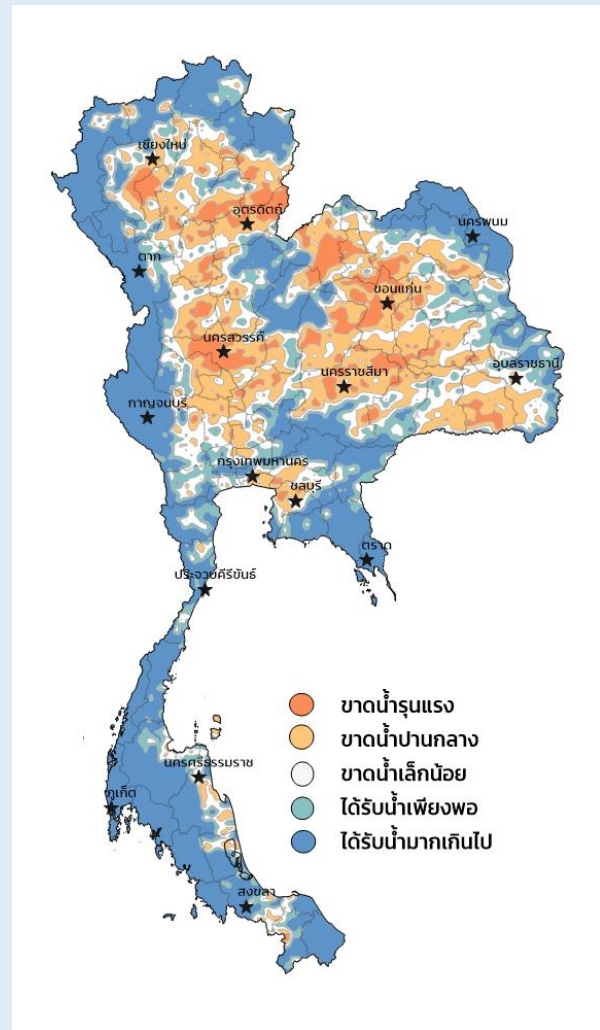 เชียงใหม่
อุตรดิตถ์
นครพนม
ตาก
ขอนแก่น
นครสวรรค์
นครราชสีมา
อุบลราชธานี
กาญจนบุรี
กรุงเทพมหานคร
ชลบุรี
ตราด
ประจวบคีรีขันธ์
ขาดน้ำรุนแรง
ขาดน้ำปานกลาง
นครศรีธรรมราช
ขาดน้ำเล็กน้อย
ภูเก็ต
ได้รับน้ำเพียงพอ
ได้รับน้ำมากเกินไป
สงขลา